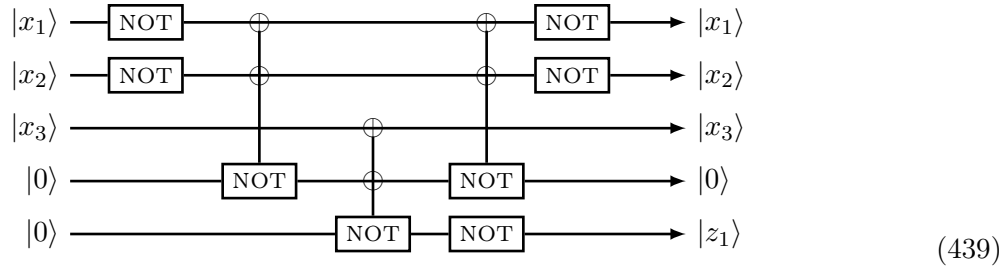 |x₁⟩ NOT NOT |x₁⟩
|x₂⟩ NOT NOT |x₂⟩
|x₃⟩ |x₃⟩
|0⟩ NOT NOT |0⟩
|0⟩ NOT NOT |z₁⟩
(439)